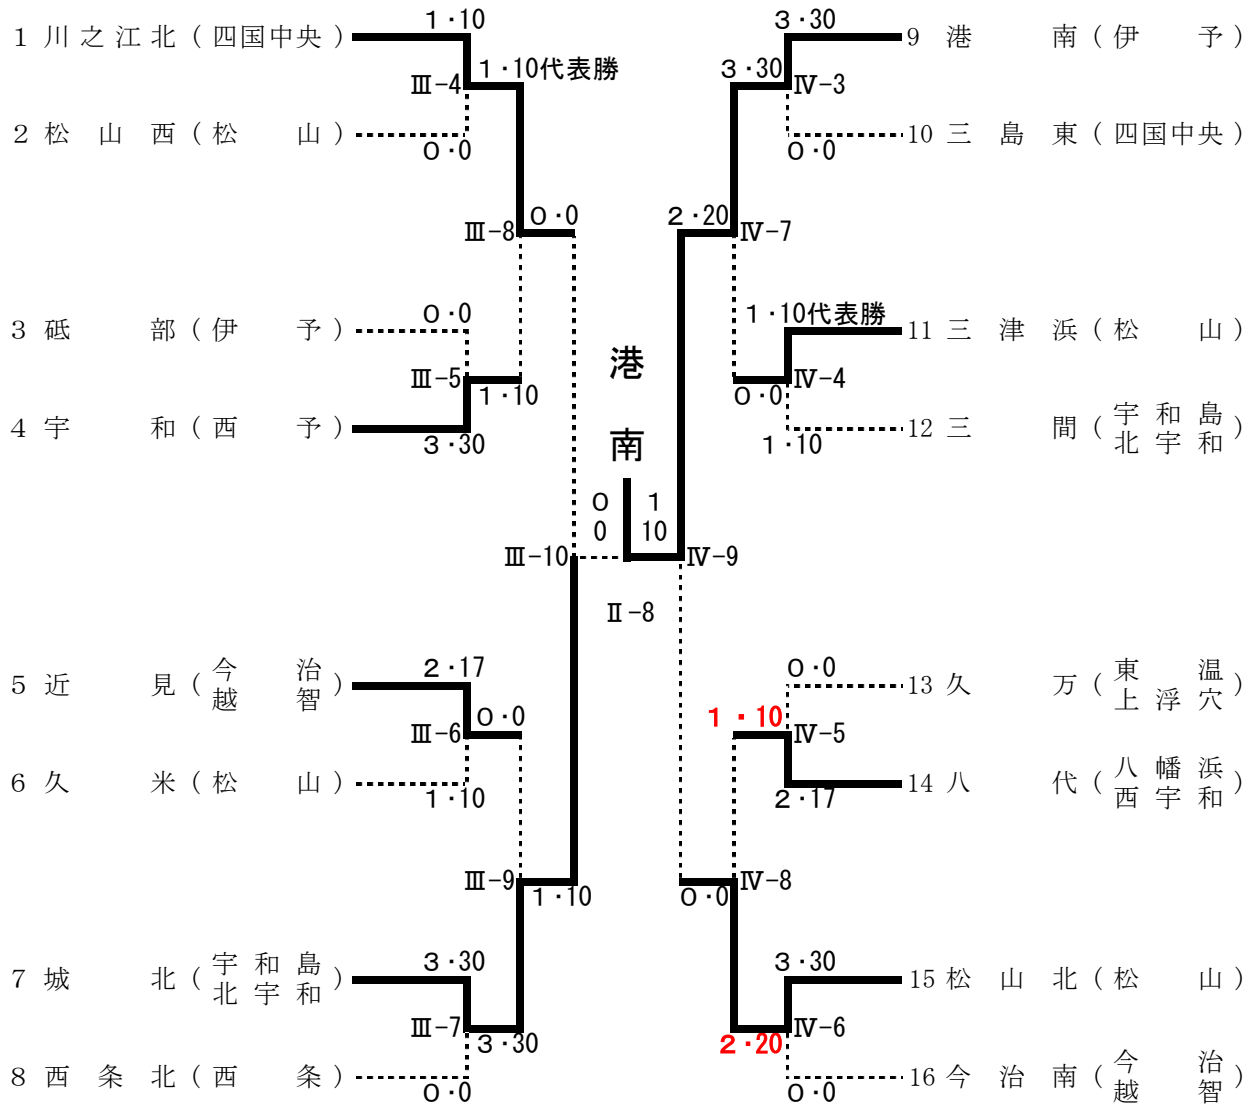 1 川之江北(四国中央)
1・10
Ⅲ-4
1・10代表勝
2 松山西(松山)
0・0
Ⅲ-8
0・0
3 砥部(伊予)
0・0
Ⅲ-5
1・10
4 宇和(西予)
3・30
Ⅲ-10
5 近見(今治越智)
2・17
Ⅲ-6
0・0
6 久米(松山)
1・10
Ⅲ-9
1・10
7 城北(宇和島北宇和)
3・30
Ⅲ-7
3・30
8 西条北(西条)
0・0
港南
0 0
1 10
Ⅱ-8
3・30
9 港南(伊予)
3・30
Ⅳ-3
10 三島東(四国中央)
0・0
2・20
Ⅳ-7
1・10代表勝
11 三津浜(松山)
0・0
Ⅳ-4
12 三間(宇和島北宇和)
1・10
Ⅳ-9
0・0
13 久万(東温上浮穴)
1・10
Ⅳ-5
14 八代(八幡浜西宇和)
2・17
0・0
Ⅳ-8
3・30
15 松山北(松山)
2・20
Ⅳ-6
16 今治南(今治越智)
0・0